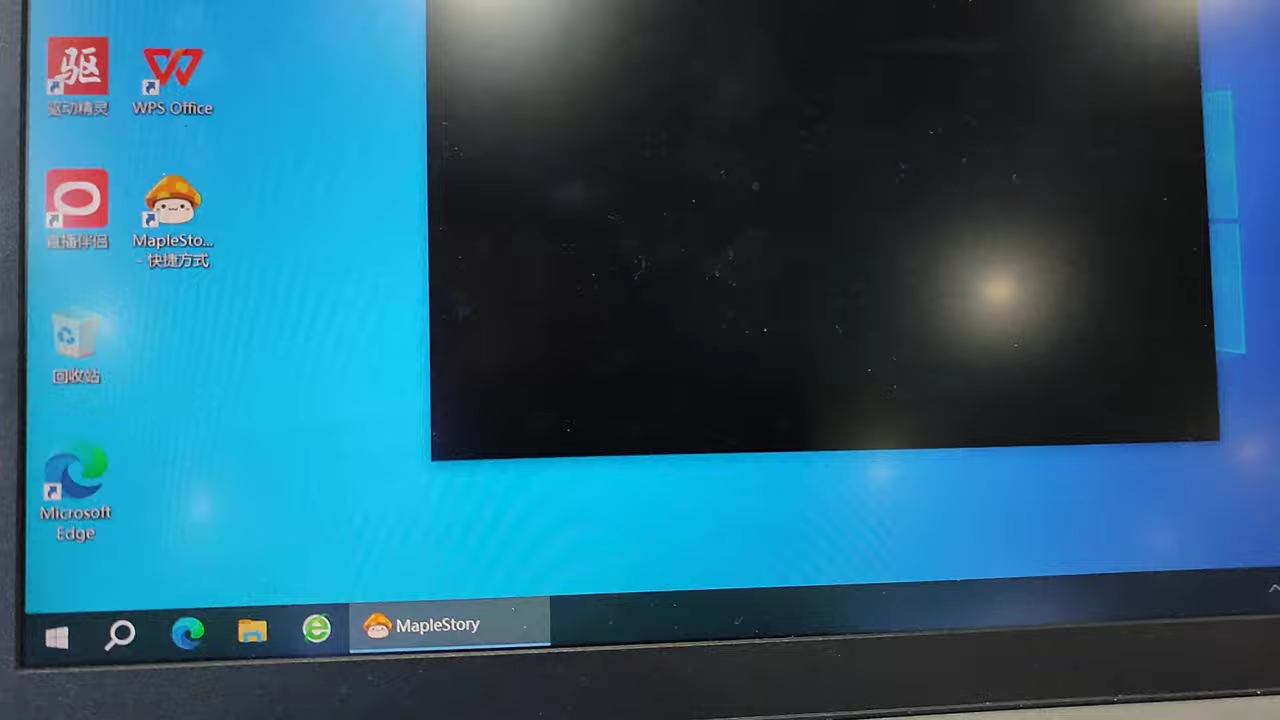 驱
驱动精灵
WPS Office
直播伴侣
MapleSto...
- 快捷方式
回收站
Microsoft
Edge
MapleStory